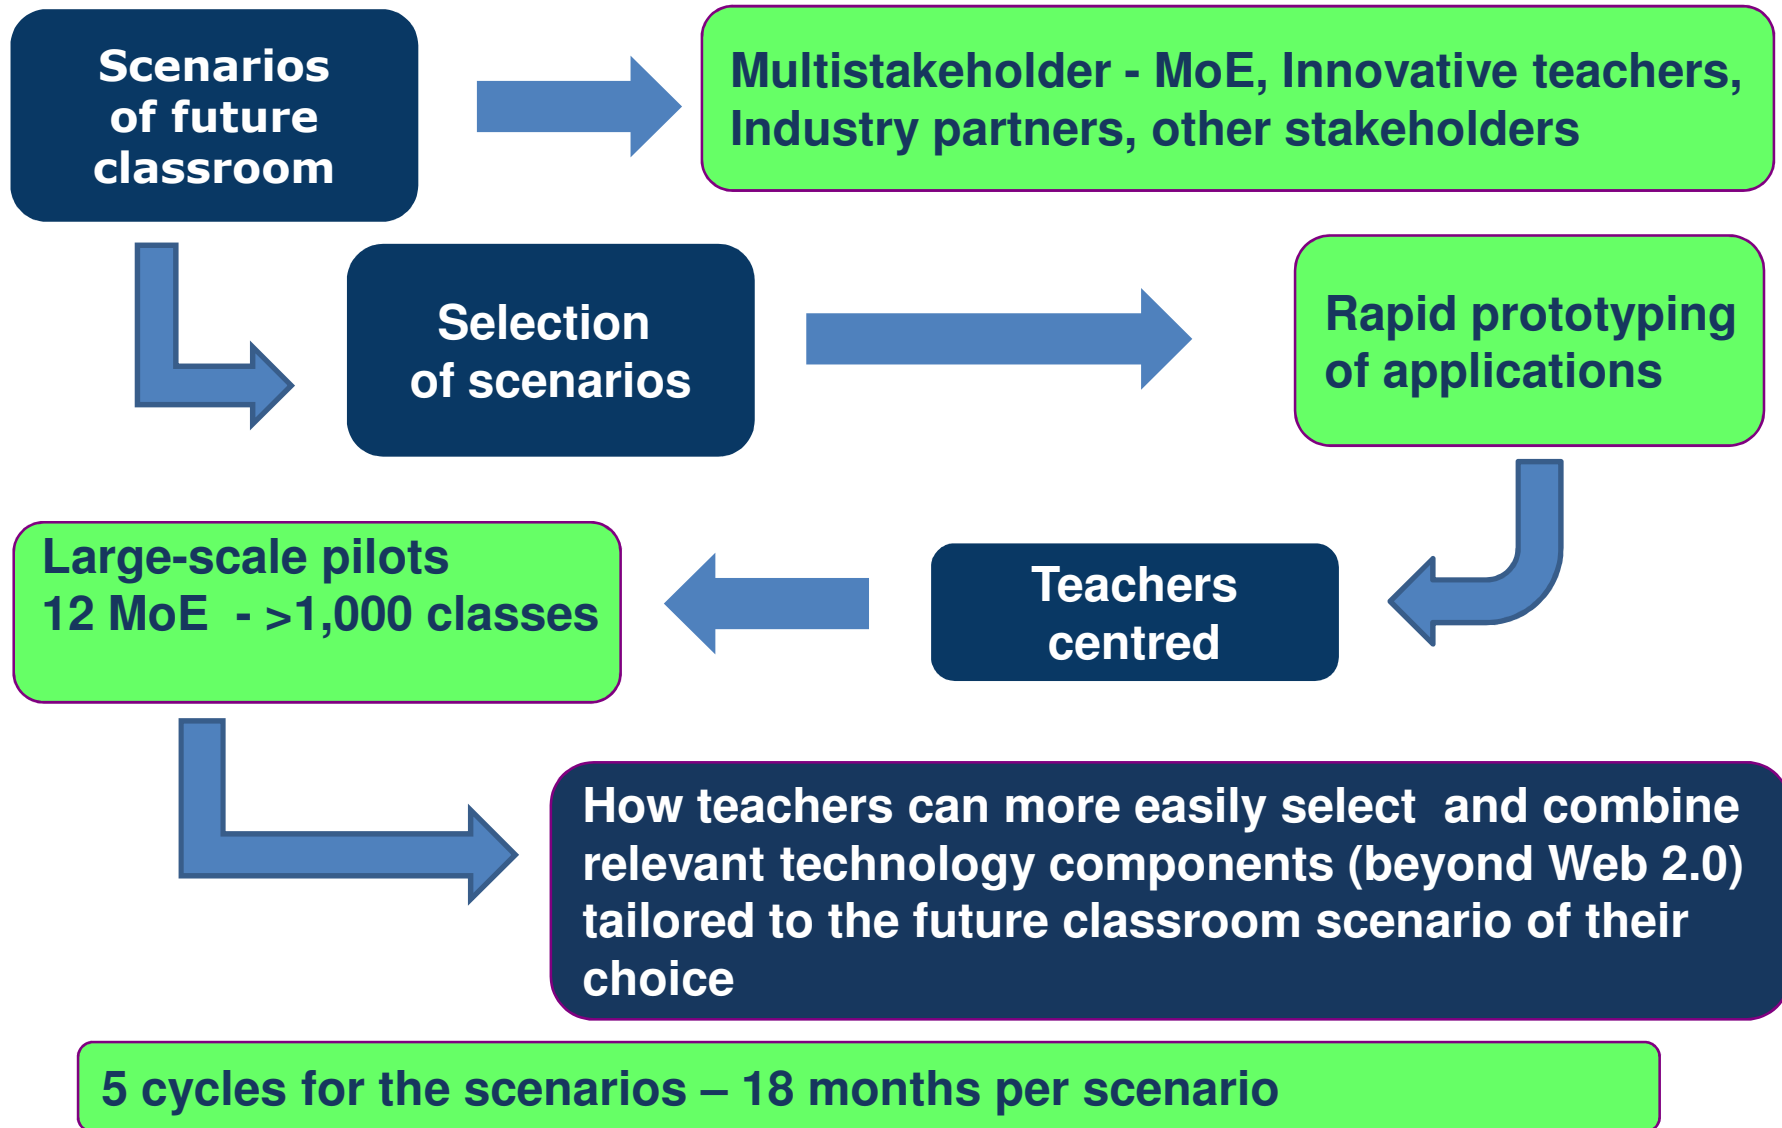 Scenarios
of future
classroom
Multistakeholder - MoE, Innovative teachers,
Industry partners, other stakeholders
Selection
of scenarios
Rapid prototyping
of applications
Large-scale pilots
12 MoE - >1,000 classes
Teachers
centred
How teachers can more easily select and combine
relevant technology components (beyond Web 2.0)
tailored to the future classroom scenario of their
choice
5 cycles for the scenarios – 18 months per scenario